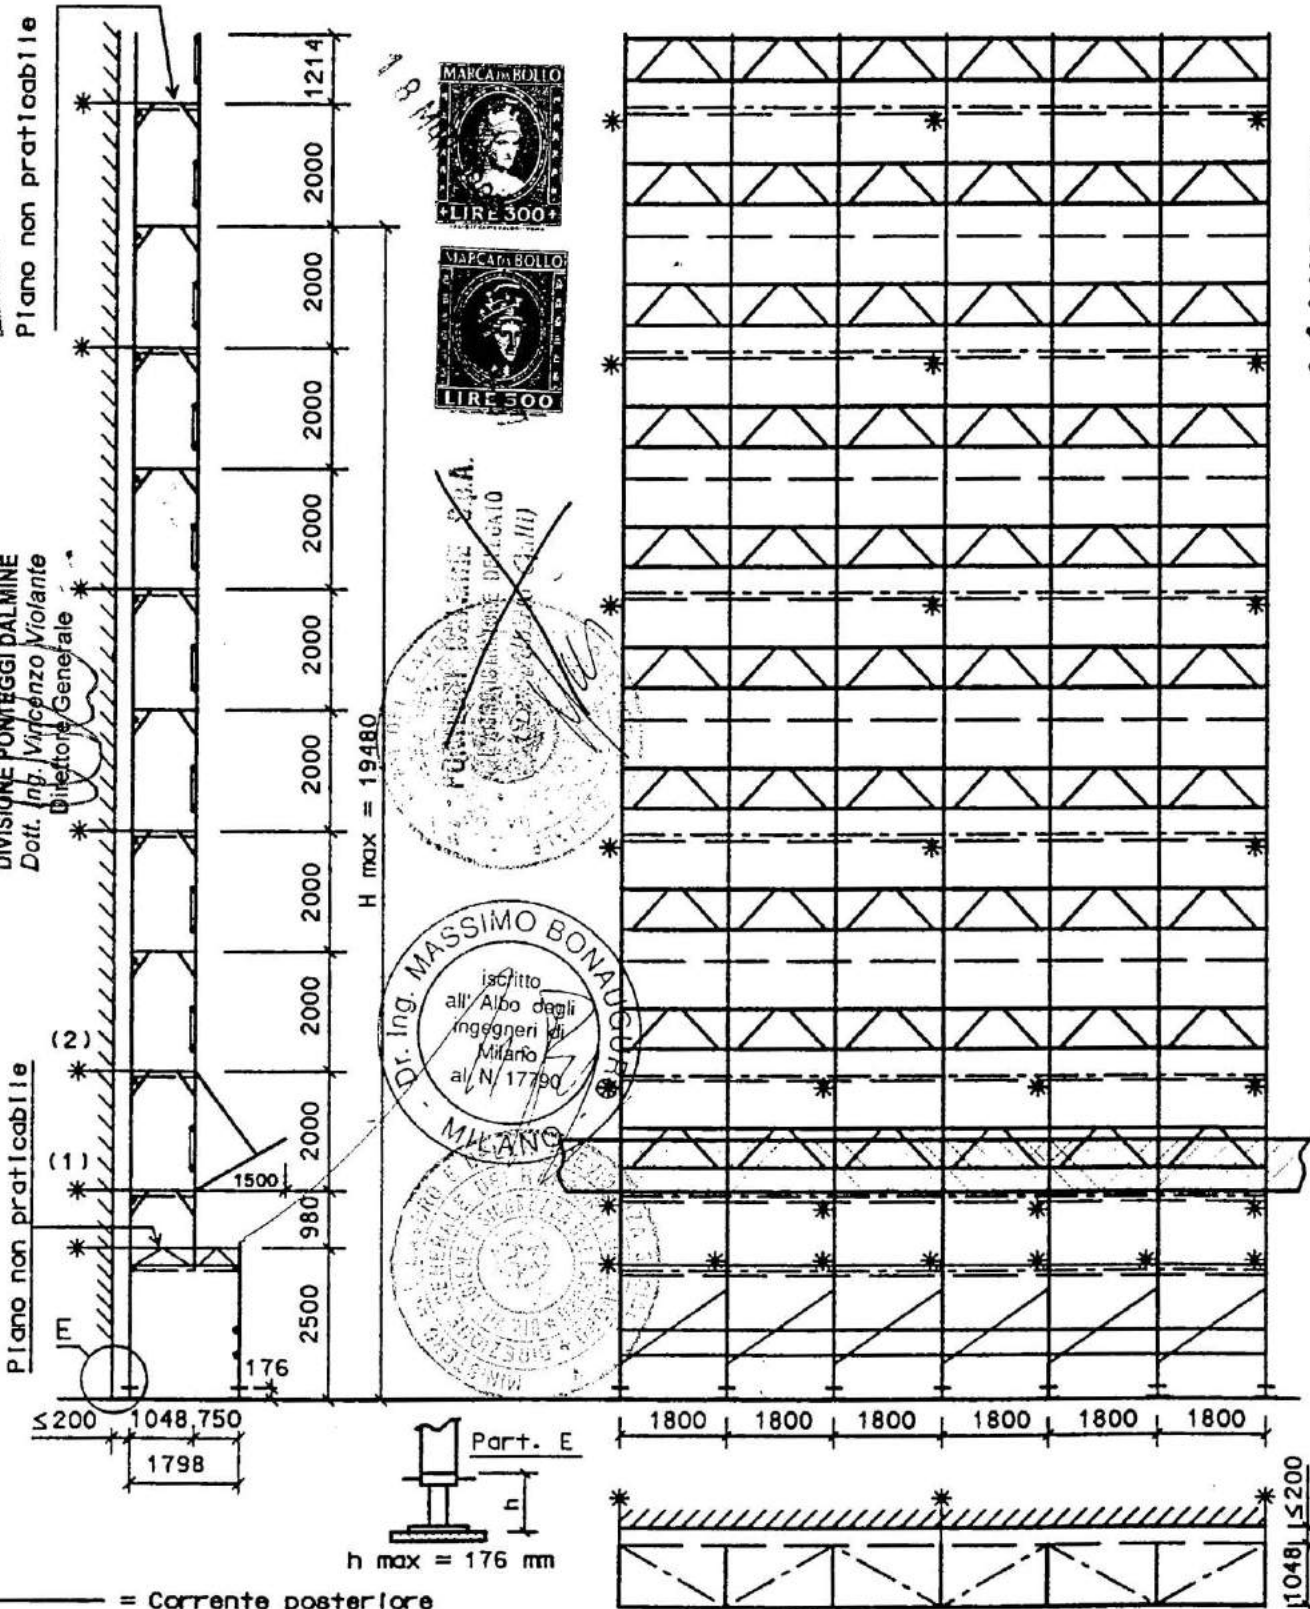 Piano non praticabile
DIVISIONE PONTEGGI DALMINE
Dott. Ing. Vincenzo Violante
Direttore Generale
Piano non praticabile
(2)
(1)
E
1214
2000
2000
2000
2000
2000
2000
2000
2000
2000
980
2500
176
1500
H max = 19480
18
MARCA DA BOLLO
LIRE 300
MARCA DA BOLLO
LIRE 500
S.p.A.
Dr. Ing. MASSIMO BONAUGURO
- MILANO -
iscritto
all' Albo degli
ingegneri di
Milano
al N. 17790
≤200
1048
750
1798
Part. E
h
h max = 176 mm
1800
1800
1800
1800
1800
1800
≤200
1048
= Corrente posteriore